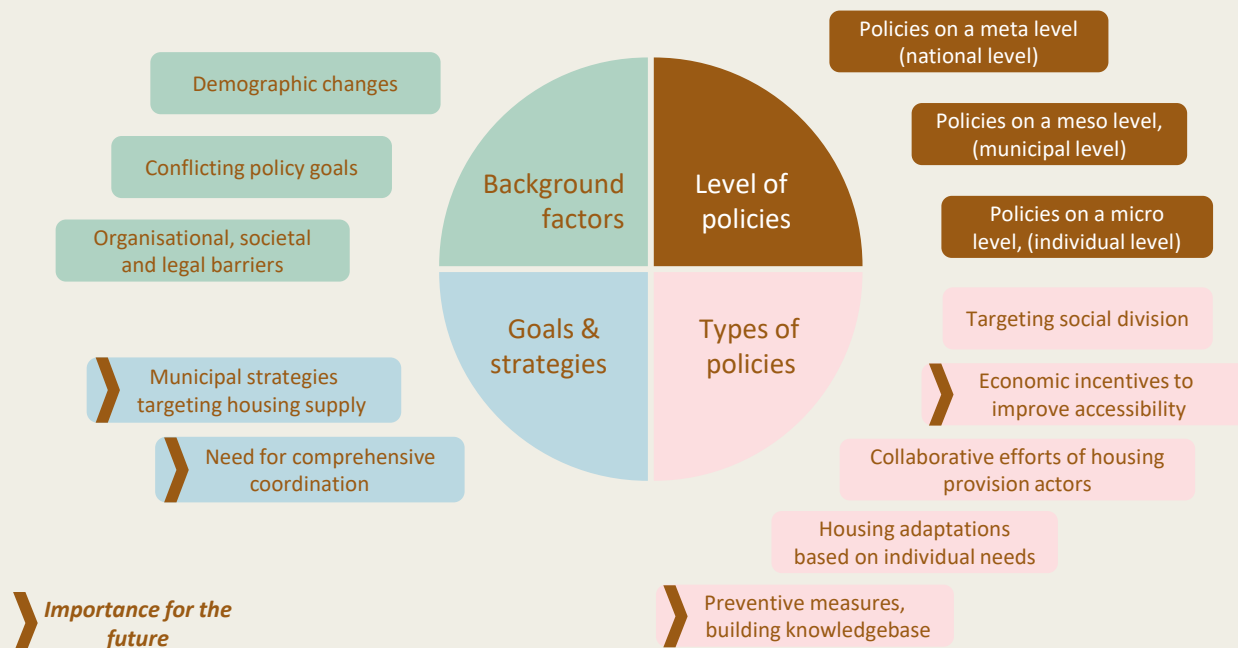 Policies on a meta level
(national level)
Demographic changes
Policies on a meso level,
(municipal level)
Conflicting policy goals
Background
factors
Level of
policies
Organisational, societal
and legal barriers
Policies on a micro
level, (individual level)
Goals &
strategies
Types of
policies
Targeting social division
Municipal strategies
targeting housing supply
Economic incentives to
improve accessibility
Need for comprehensive
coordination
Collaborative efforts of housing
provision actors
Housing adaptations
based on individual needs
Importance for the
future
Preventive measures,
building knowledgebase